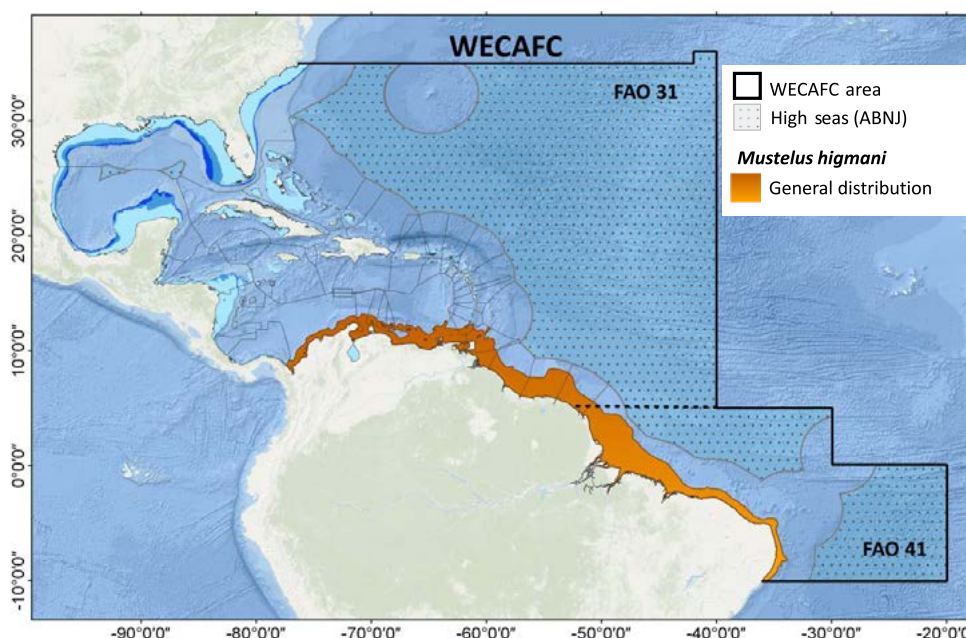 WECAFC
FAO 31
WECAFC area
High seas (ABNJ)
Mustelus higmani
General distribution
FAO 41
30°0'0"
20°0'0"
10°0'0"
0°0'0"
-10°0'0"
-90°0'0"
-80°0'0"
-70°0'0"
-60°0'0"
-50°0'0"
-40°0'0"
-30°0'0"
-20°0'0"